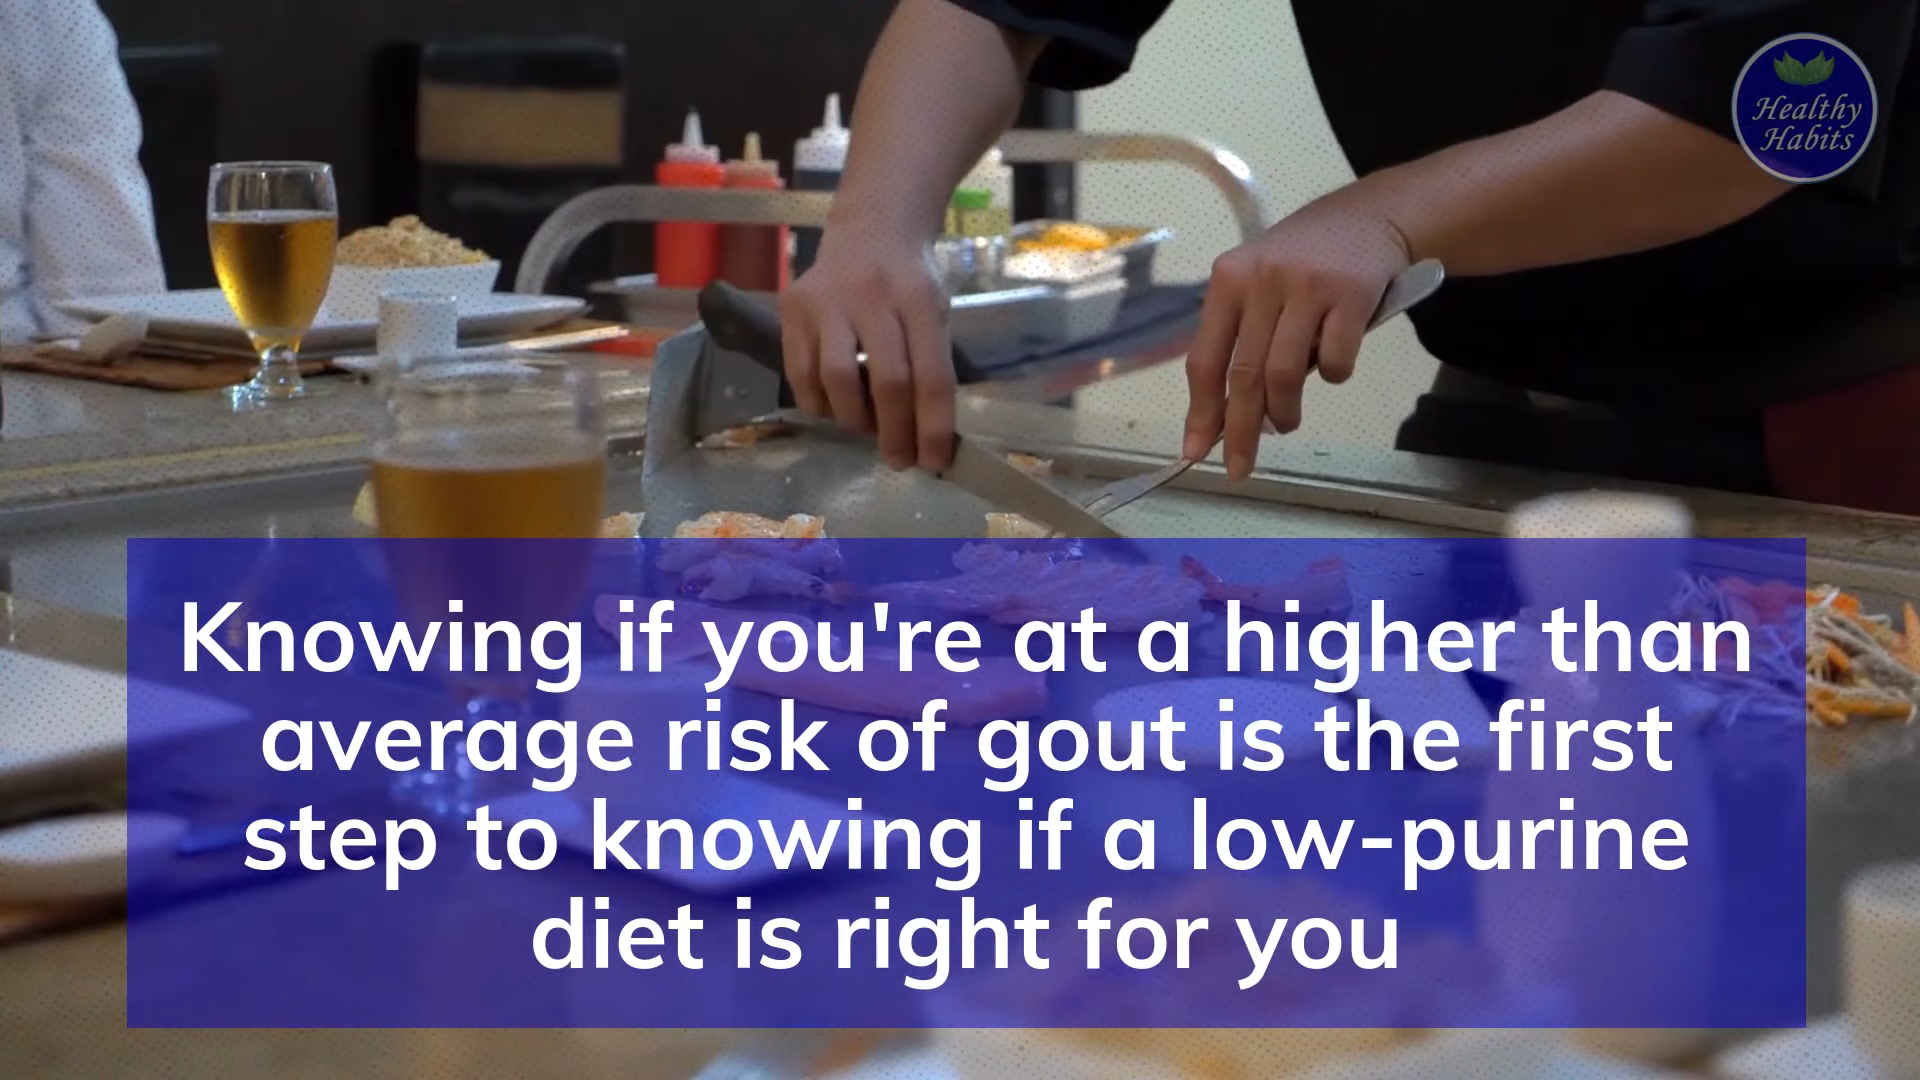 Healthy
Habits
Knowing if you're at a higher than
average risk of gout is the first
step to knowing if a low-purine
diet is right for you